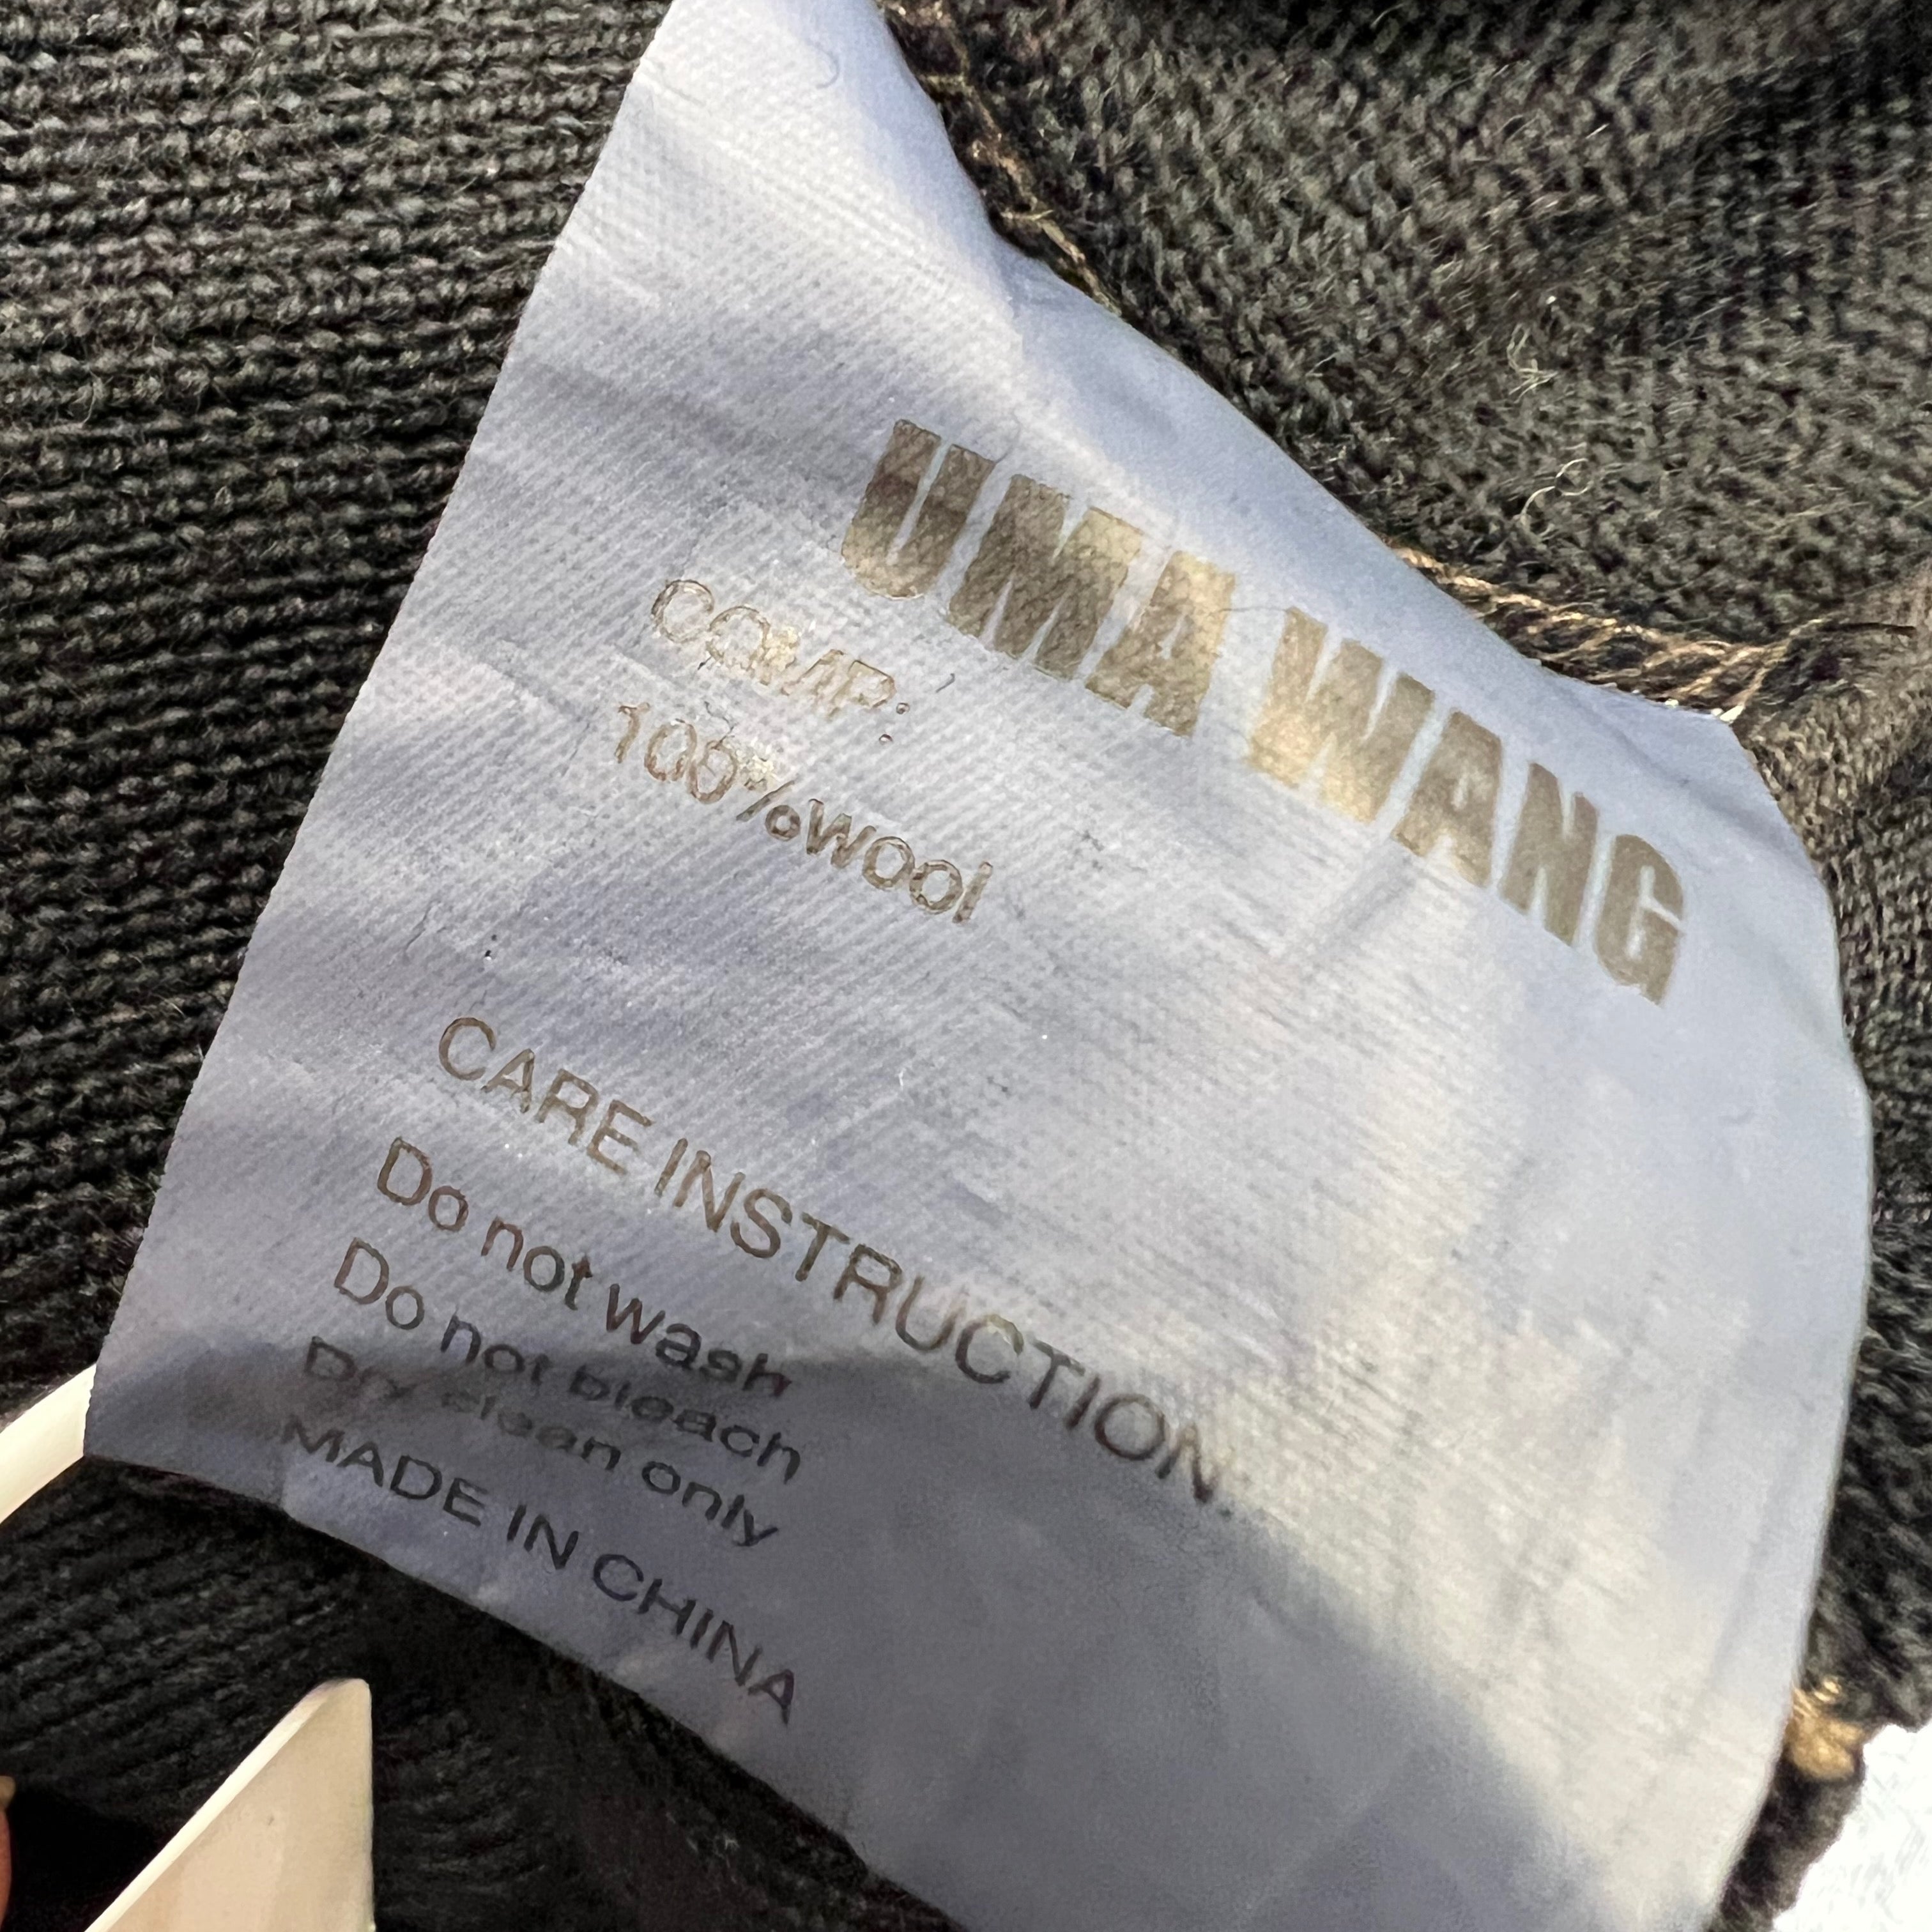 UMA WANG
COMP:
100%wool
CARE INSTRUCTION
Do not wash
Do not bleach
Dry clean only
MADE IN CHINA